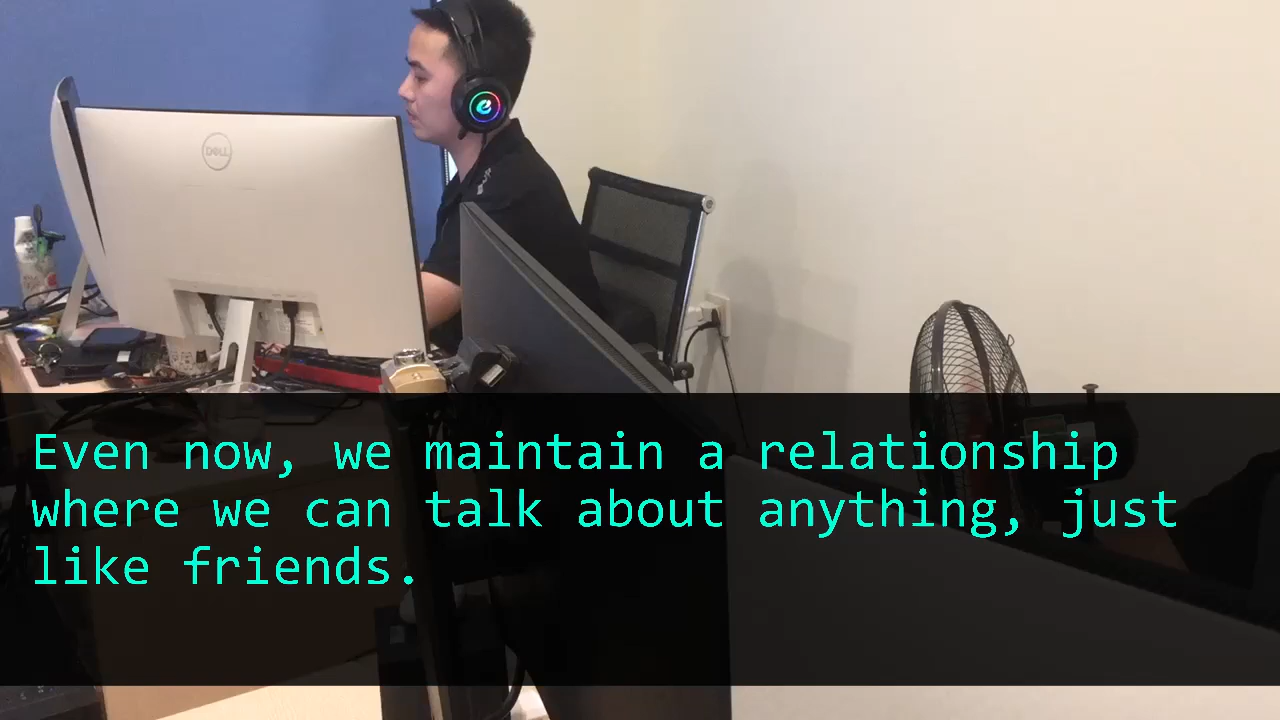 DELL
Even now, we maintain a relationship
where we can talk about anything, just
like friends.